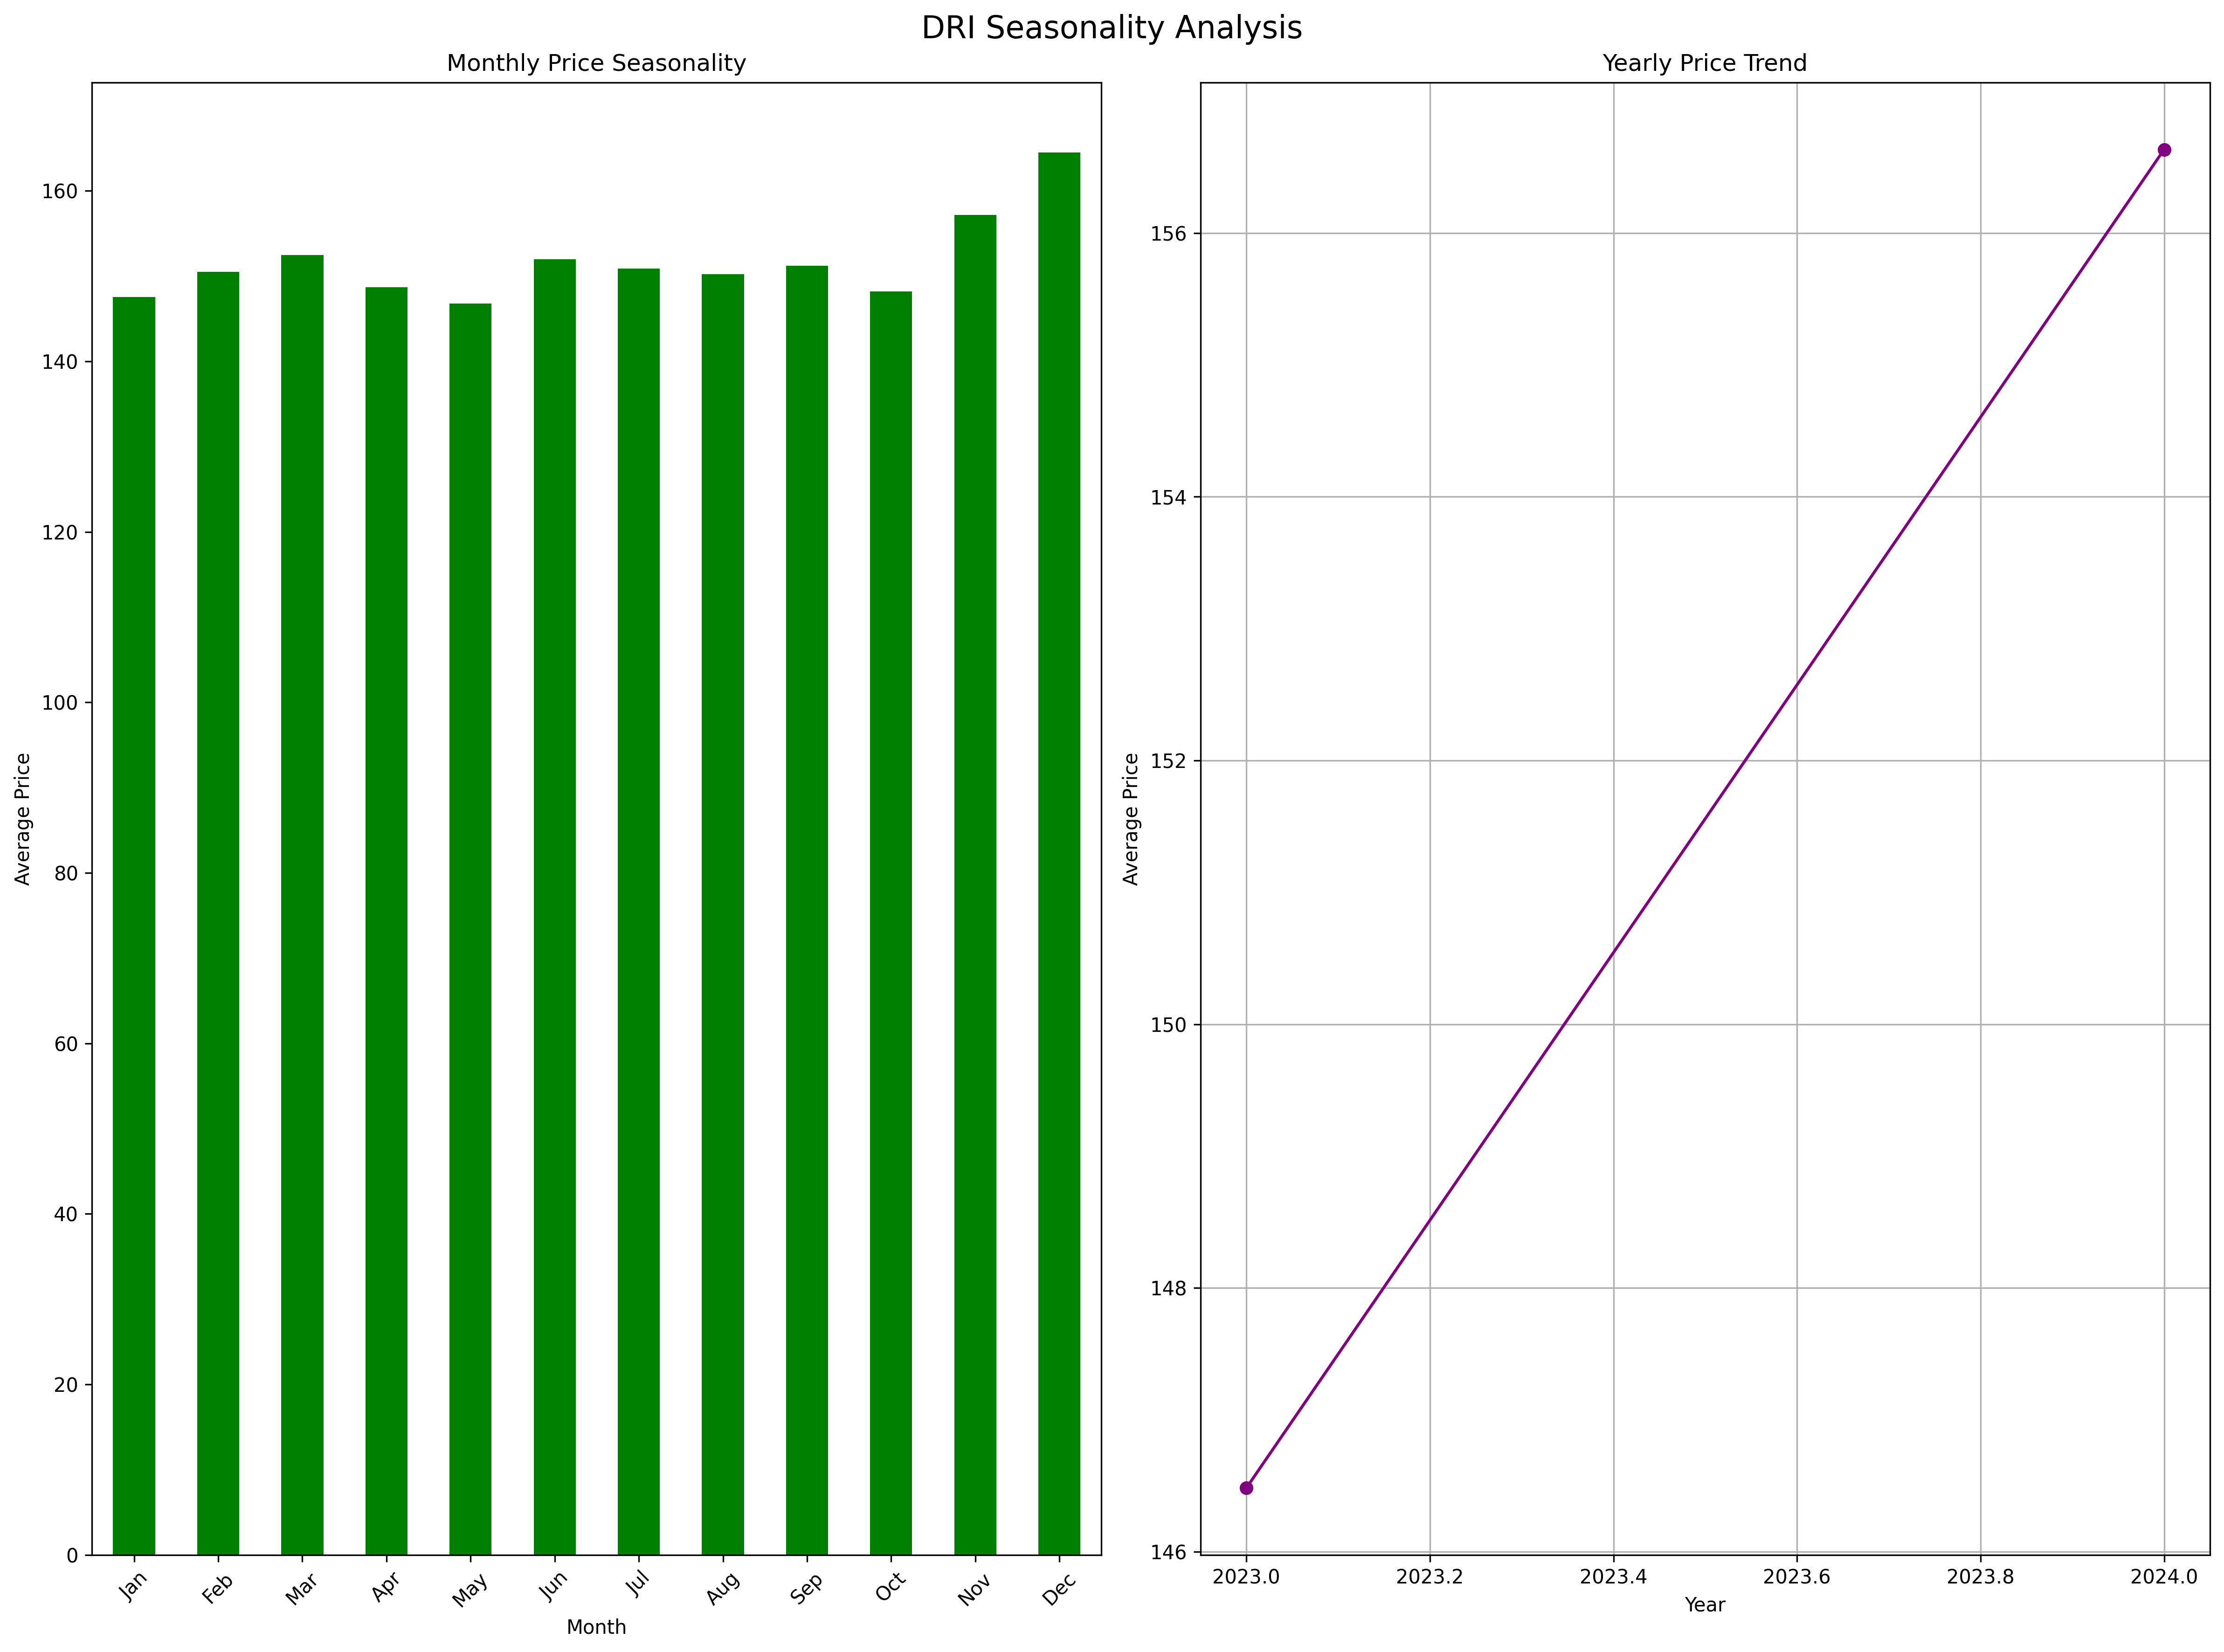 DRI Seasonality Analysis
Monthly Price Seasonality
Average Price
160
140
120
100
80
60
40
20
0
Jan
Feb
Mar
Apr
May
Jun
Jul
Aug
Sep
Oct
Nov
Dec
Month
Yearly Price Trend
Average Price
156
154
152
150
148
146
2023.0
2023.2
2023.4
2023.6
2023.8
2024.0
Year